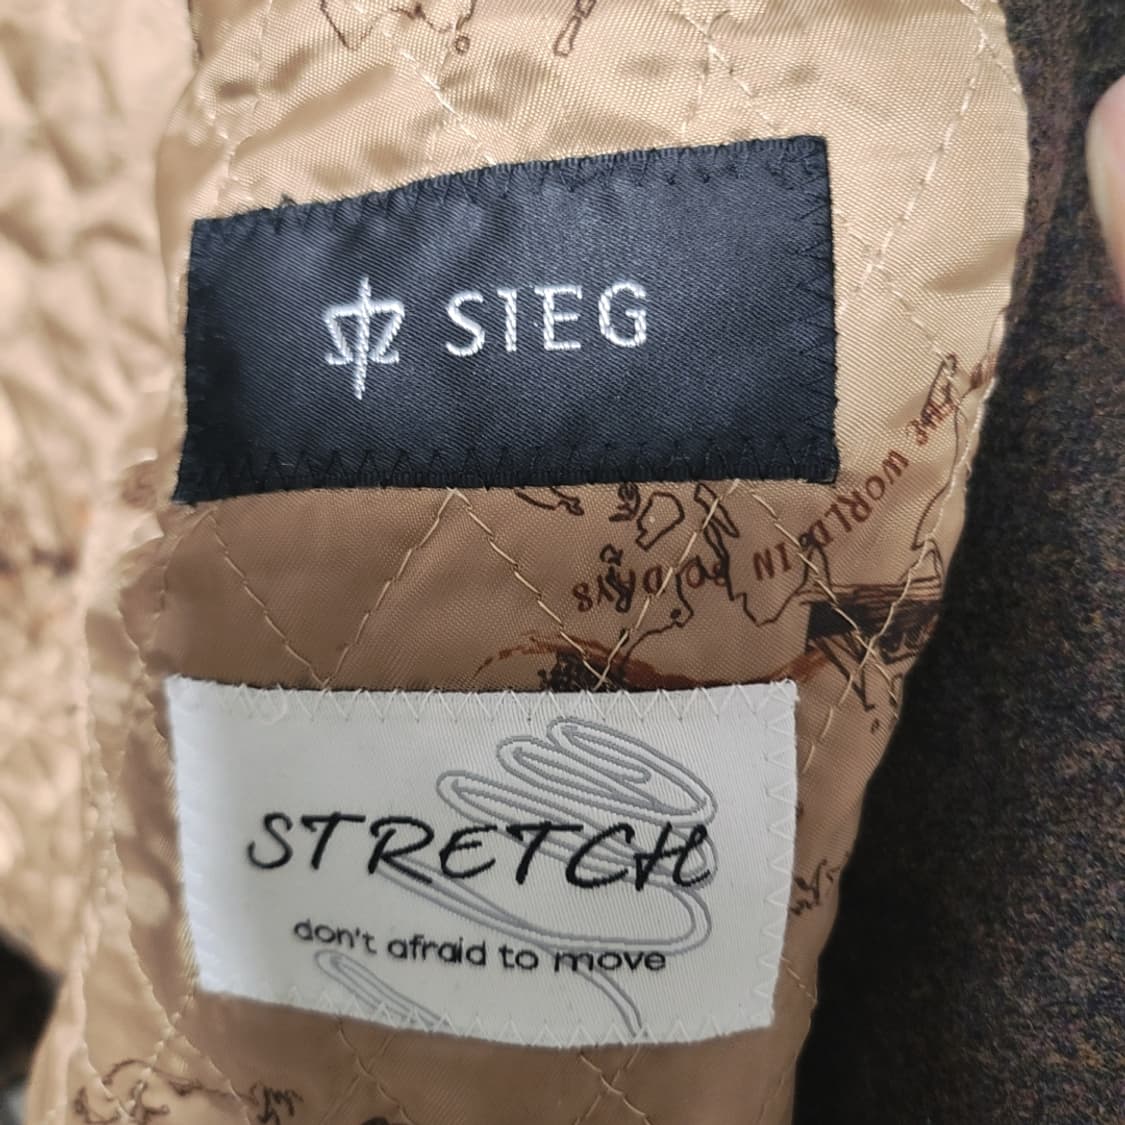 SIEG
THE WORLD IN
80 DAYS
STRETCH
don't afraid to move